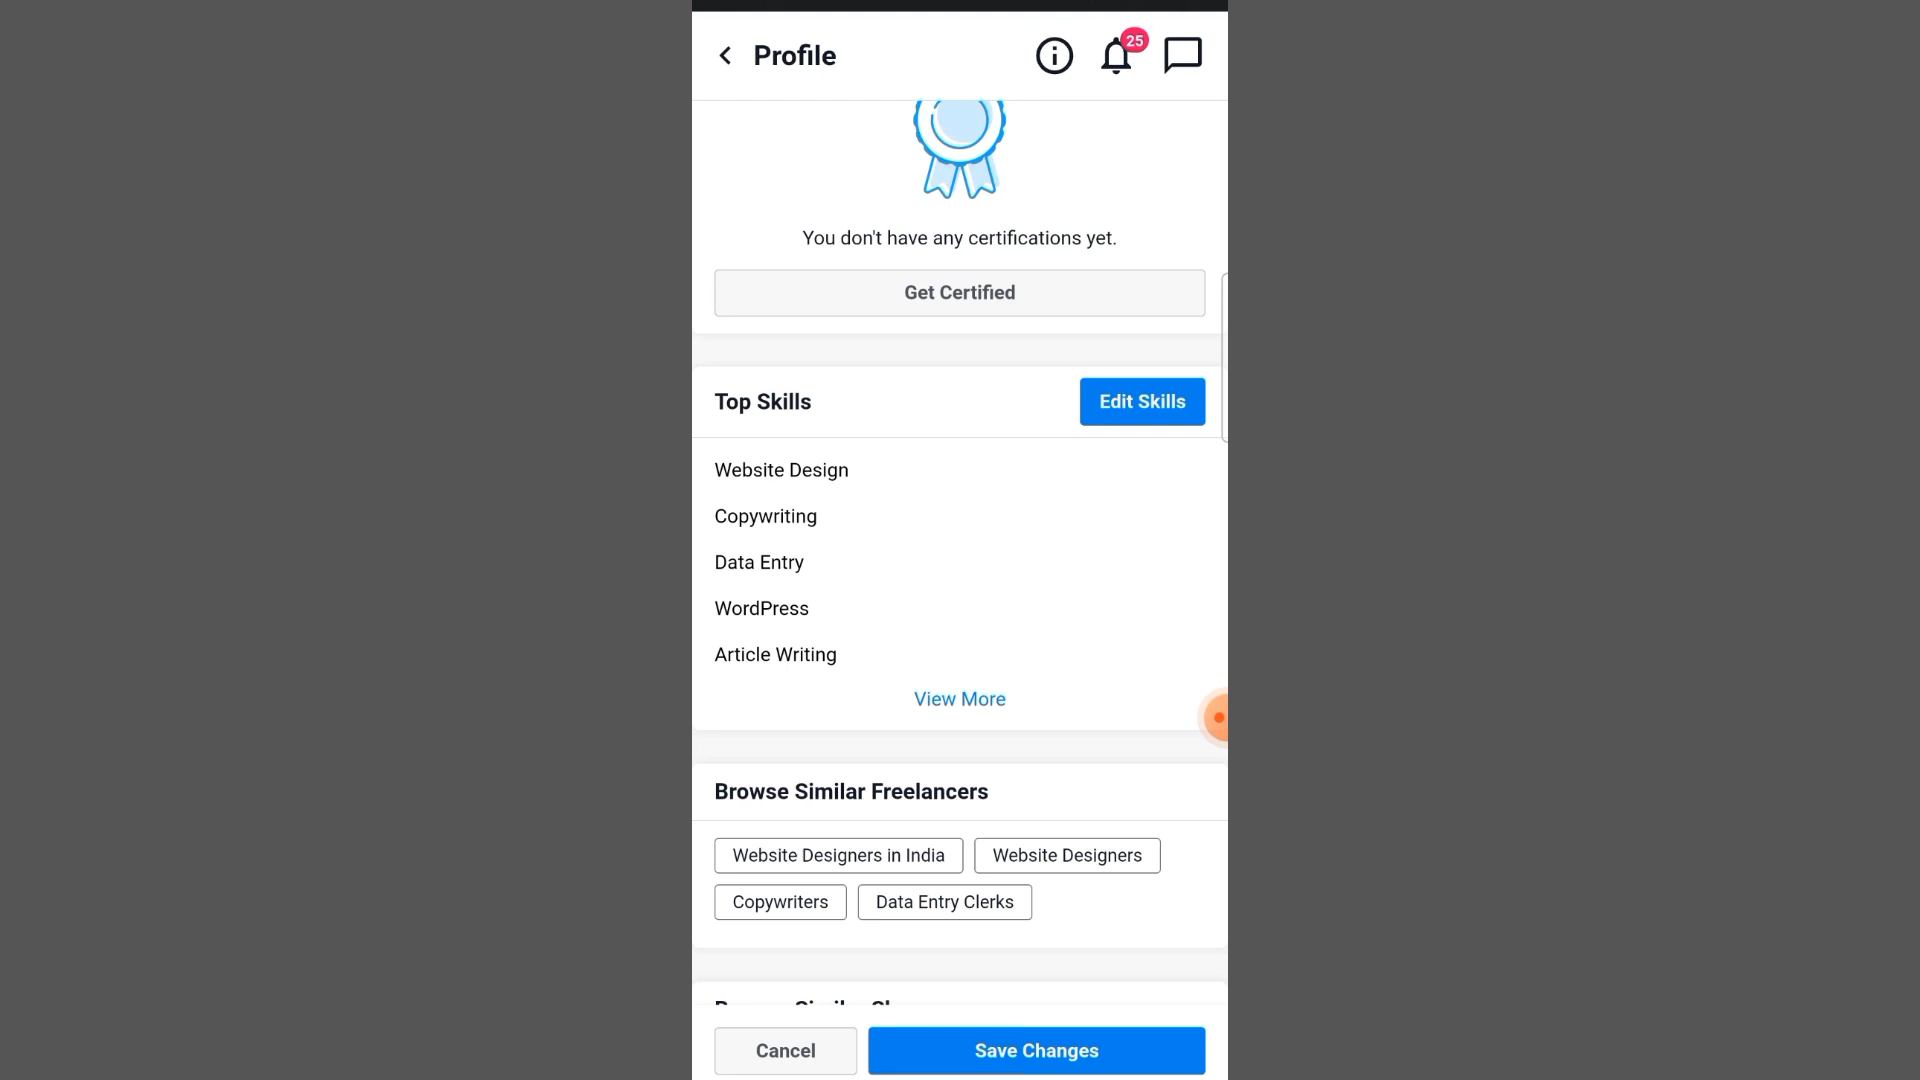 Profile
25
You don't have any certifications yet.
Get Certified
Top Skills
Edit Skills
Website Design
Copywriting
Data Entry
WordPress
Article Writing
View More
Browse Similar Freelancers
Website Designers in India
Website Designers
Copywriters
Data Entry Clerks
Cancel
Save Changes